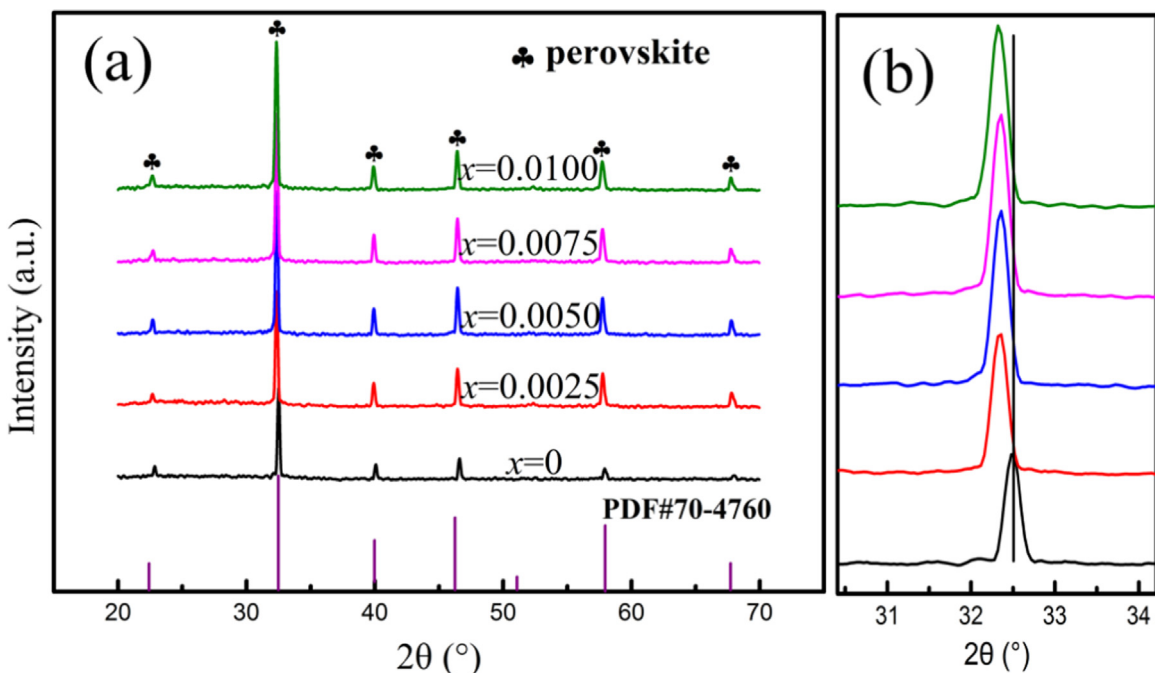 (a)
♣ perovskite
x=0.0100
x=0.0075
x=0.0050
x=0.0025
x=0
PDF#70-4760
Intensity (a.u.)
20 30 40 50 60 70
2θ (°)
(b)
31 32 33 34
2θ (°)